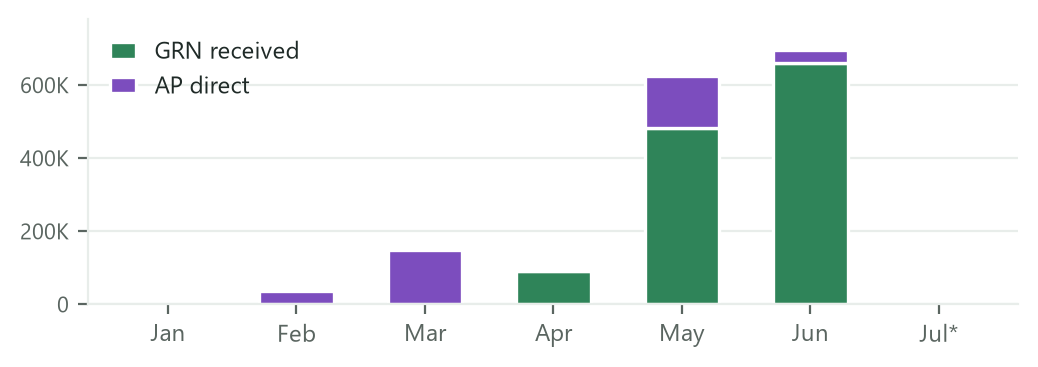 GRN received
AP direct
600K
400K
200K
0
Jan Feb Mar Apr May Jun Jul*